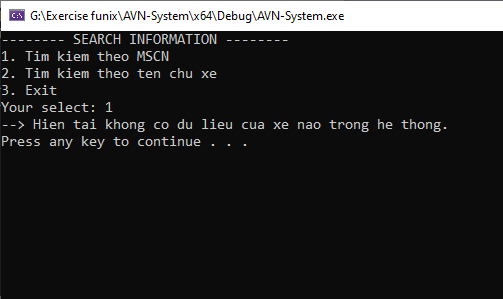 G:\Exercise funix\AVN-System\x64\Debug\AVN-System.exe
-------- SEARCH INFORMATION --------
1. Tim kiem theo MSCN
2. Tim kiem theo ten chu xe
3. Exit
Your select: 1
--> Hien tai khong co du lieu cua xe nao trong he thong.
Press any key to continue . . .